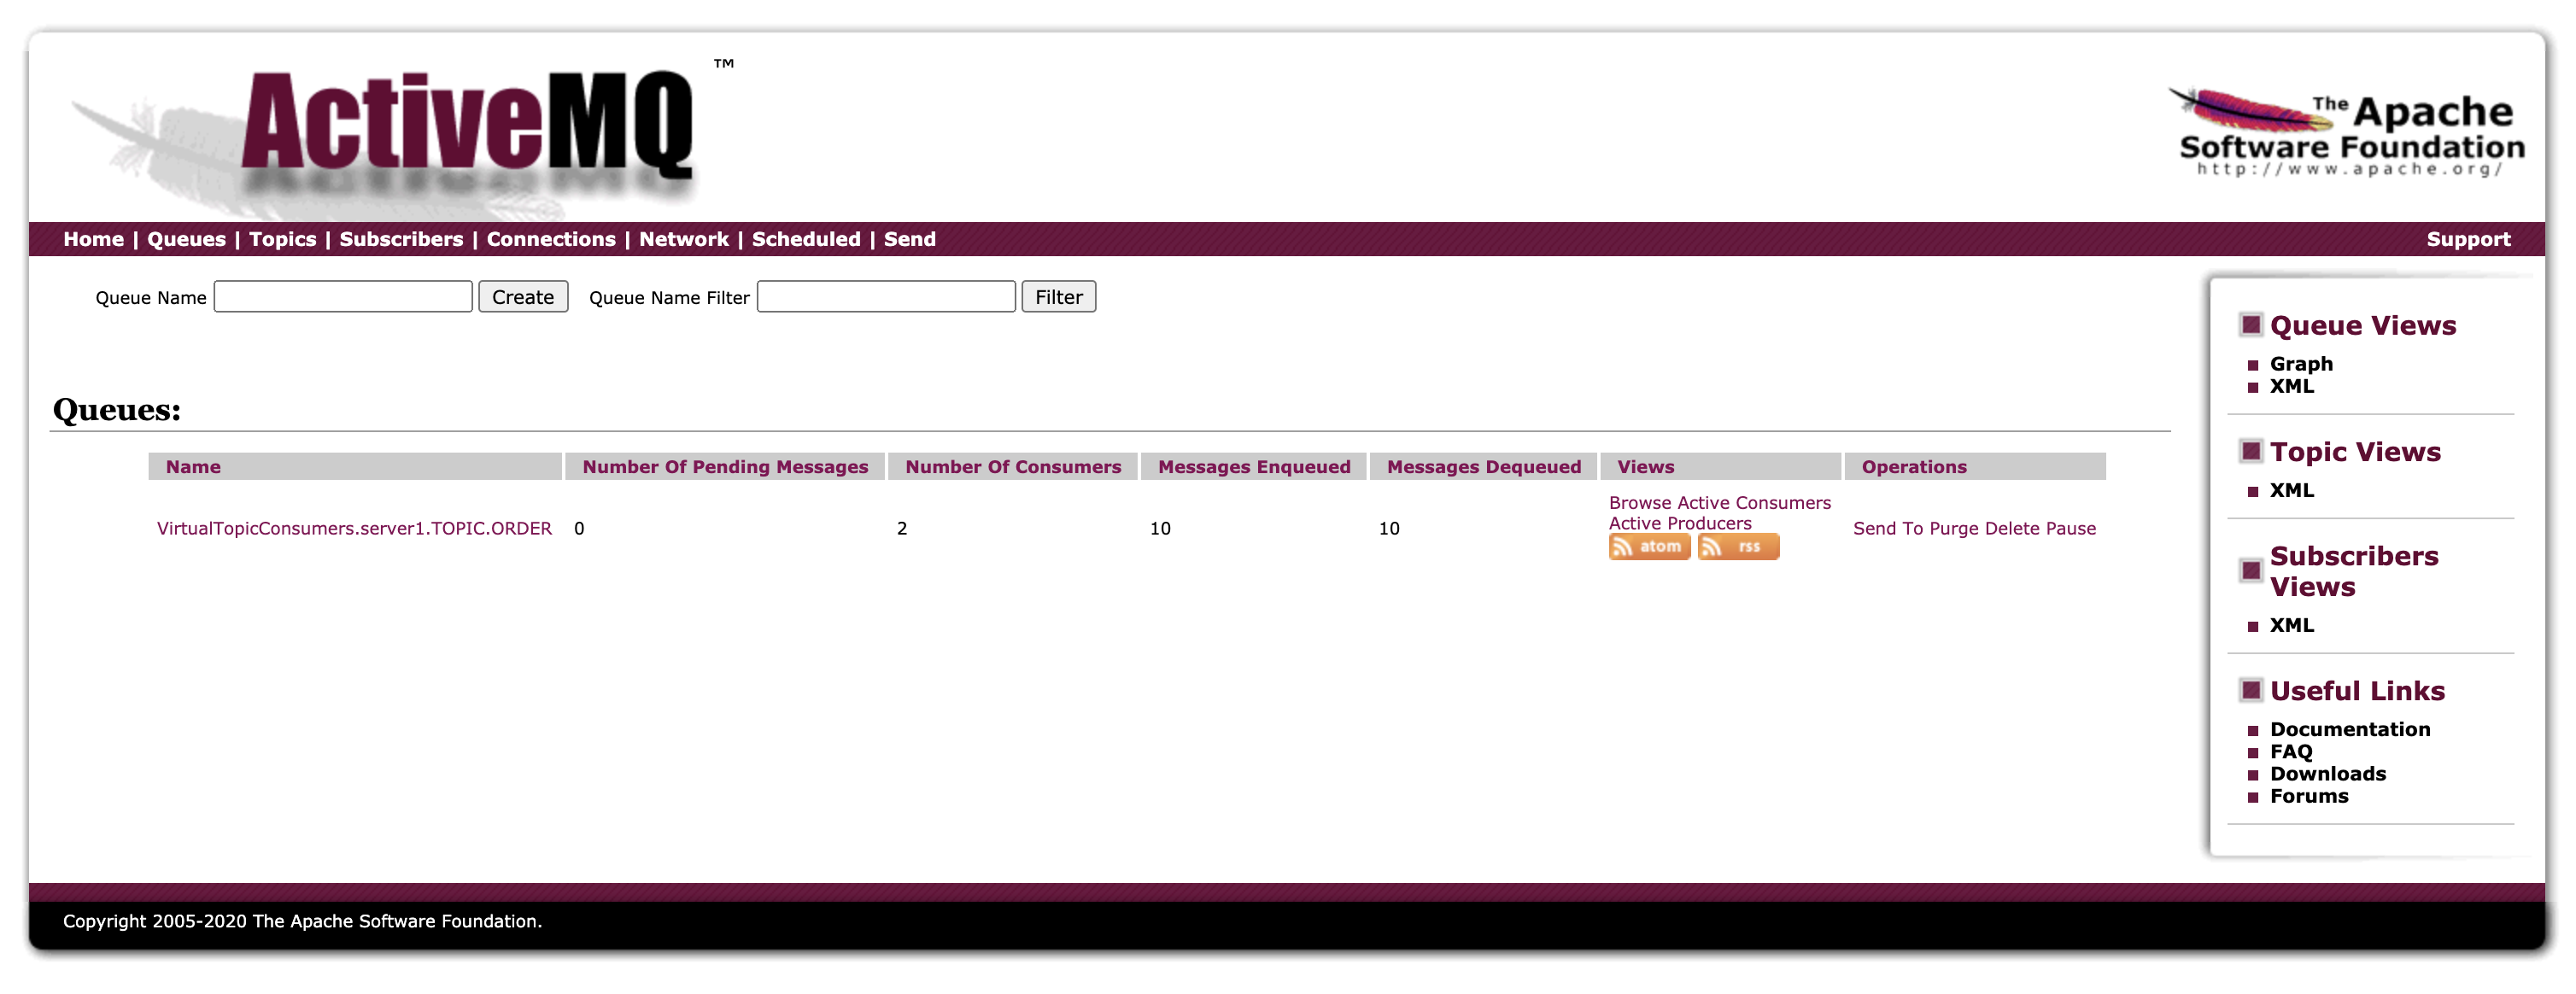 ActiveMQ ™
The Apache
Software Foundation
http://www.apache.org/
Home | Queues | Topics | Subscribers | Connections | Network | Scheduled | Send
Support
Queue Name Create Queue Name Filter Filter
Queues:
Name Number Of Pending Messages Number Of Consumers Messages Enqueued Messages Dequeued Views Operations
VirtualTopicConsumers.server1.TOPIC.ORDER 0 2 10 10
Browse Active Consumers
Active Producers
atom rss
Send To Purge Delete Pause
Queue Views
Graph
XML
Topic Views
XML
Subscribers
Views
XML
Useful Links
Documentation
FAQ
Downloads
Forums
Copyright 2005-2020 The Apache Software Foundation.